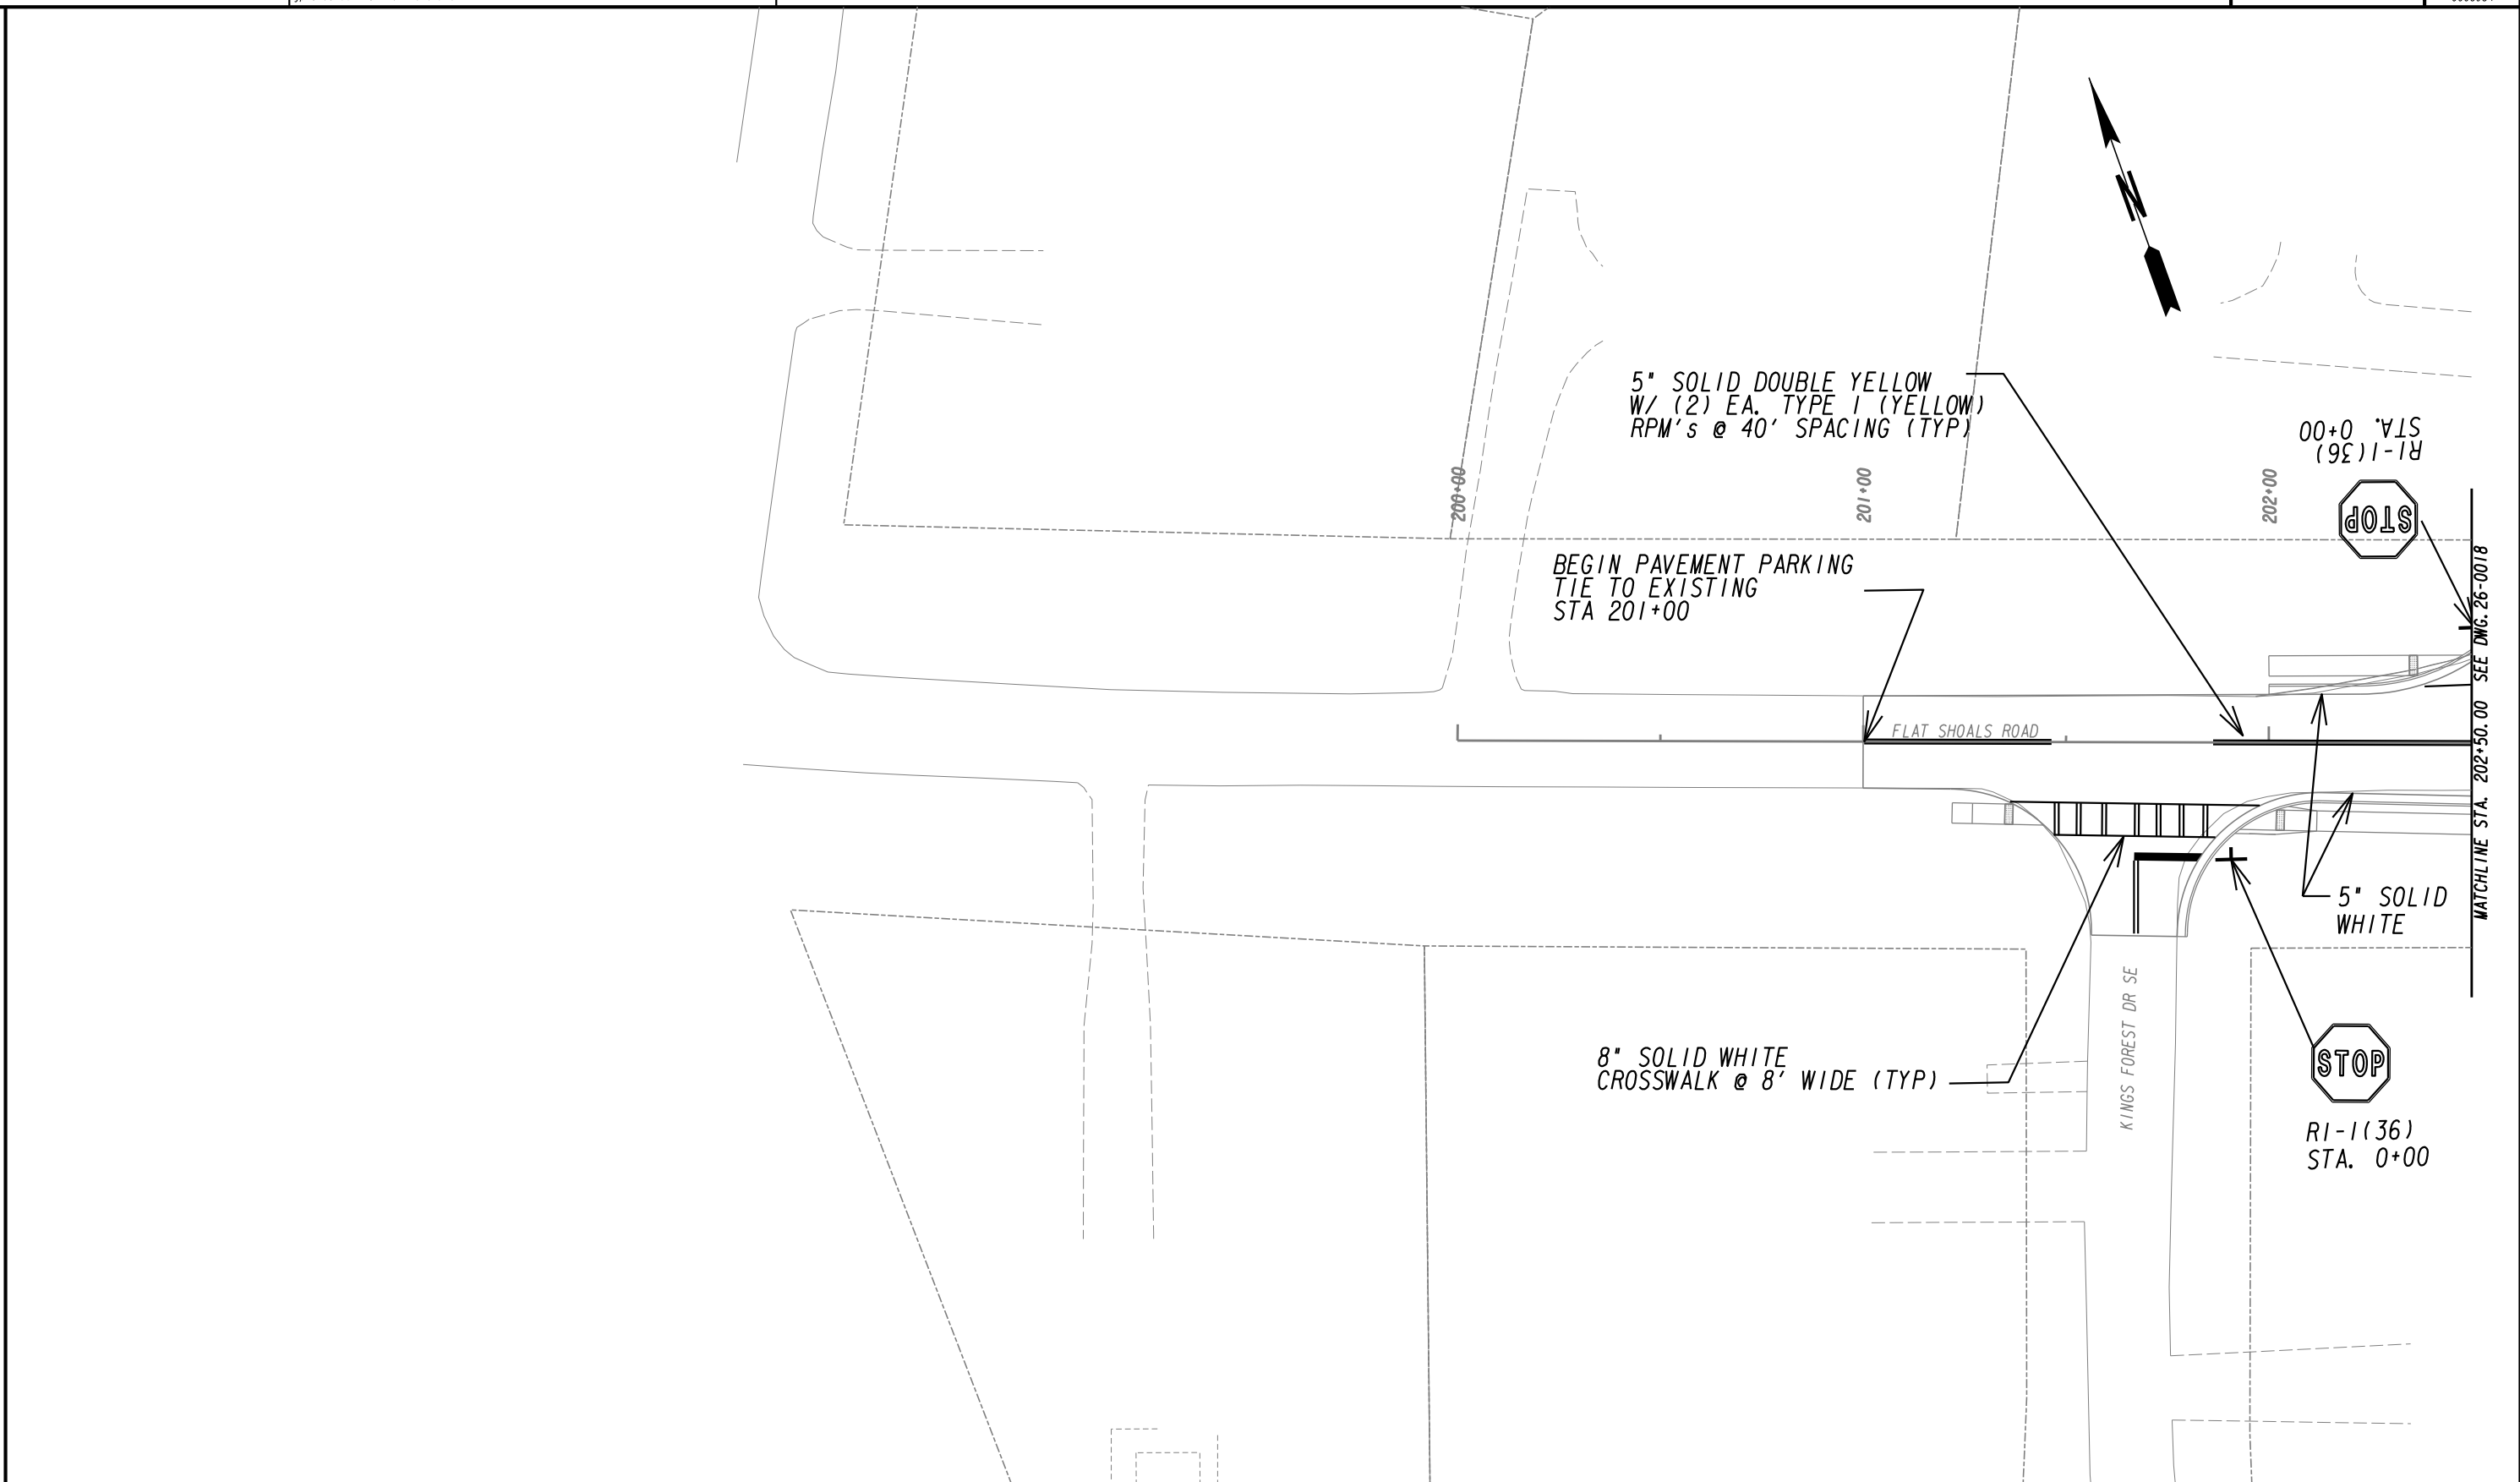 5" SOLID DOUBLE YELLOW
W/ (2) EA. TYPE 1 (YELLOW)
RPM's @ 40' SPACING (TYP)
R1-1(36)
STA. 0+00
STOP
200+00
201+00
202+00
BEGIN PAVEMENT PARKING
TIE TO EXISTING
STA 201+00
FLAT SHOALS ROAD
MATCHLINE STA. 202+50.00 SEE DWG.26-0018
5" SOLID
WHITE
8" SOLID WHITE
CROSSWALK @ 8' WIDE (TYP)
KINGS FOREST DR SE
STOP
R1-1(36)
STA. 0+00
N